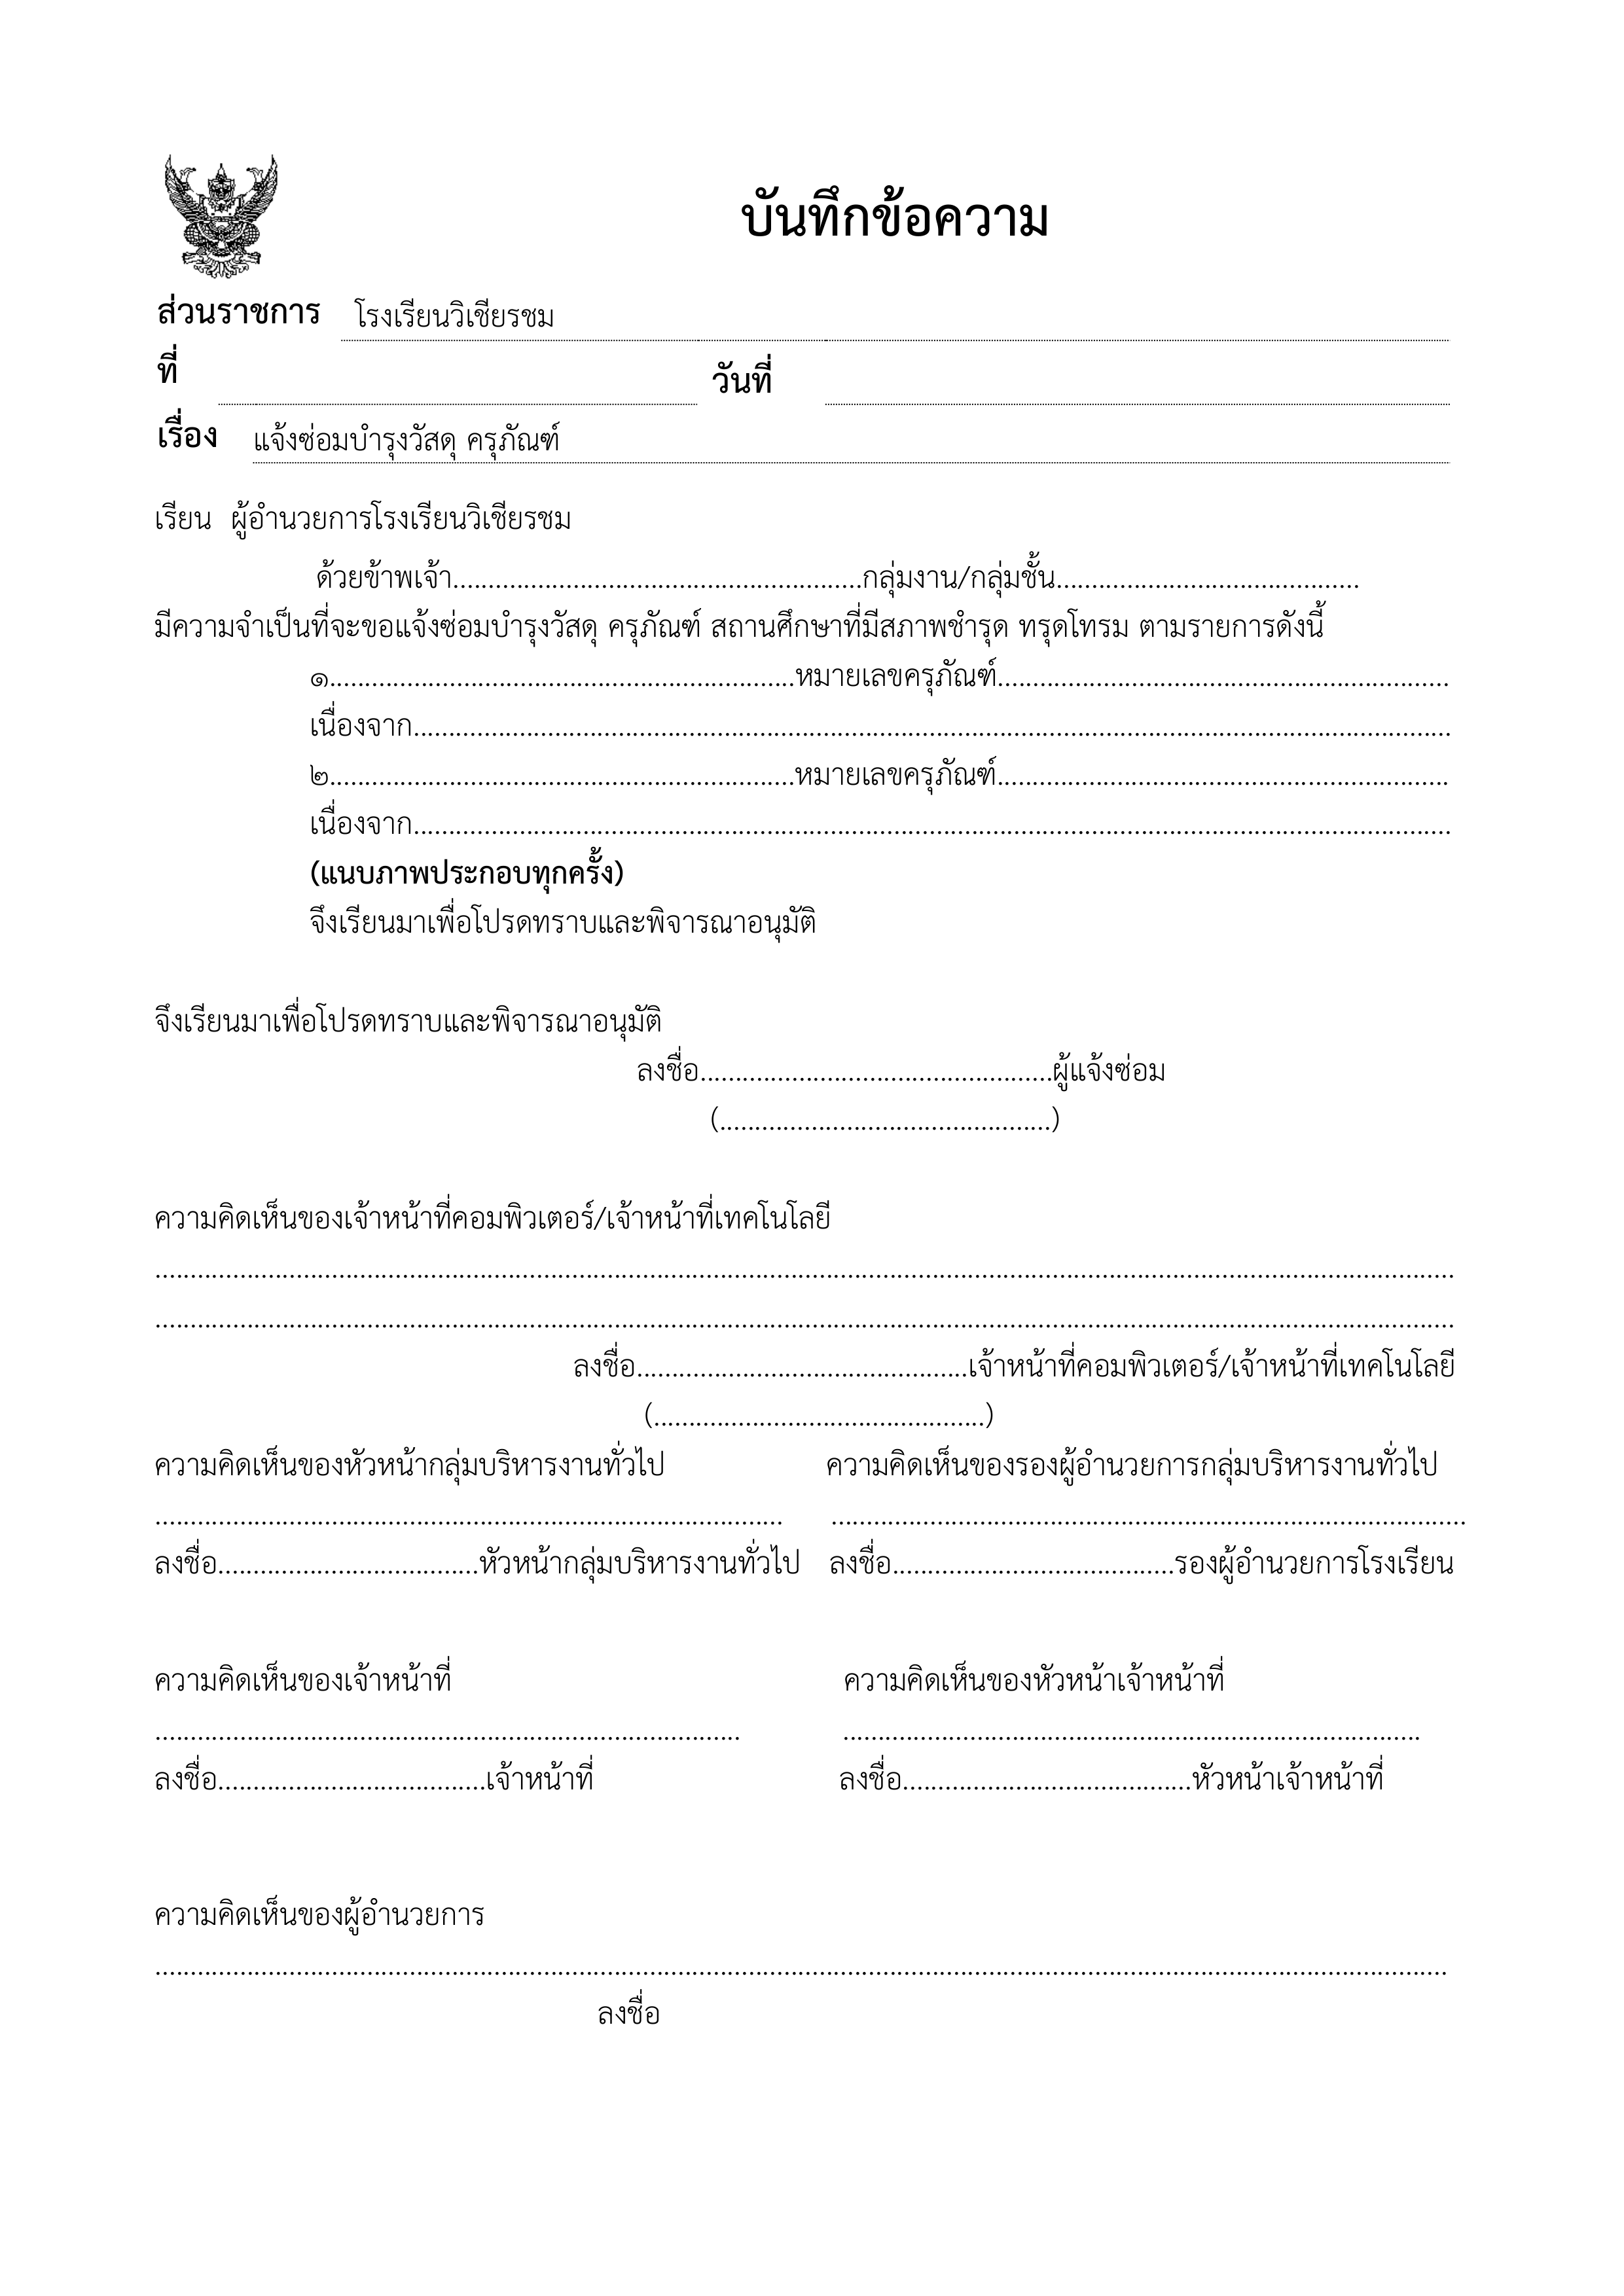 บันทึกข้อความ
ส่วนราชการ โรงเรียนวิเชียรชม
ที่ วันที่
เรื่อง แจ้งซ่อมบำรุงวัสดุ ครุภัณฑ์
เรียน ผู้อำนวยการโรงเรียนวิเชียรชม
ด้วยข้าพเจ้า..........................................................กลุ่มงาน/กลุ่มชั้น...........................................
มีความจำเป็นที่จะขอแจ้งซ่อมบำรุงวัสดุ ครุภัณฑ์ สถานศึกษาที่มีสภาพชำรุด ทรุดโทรม ตามรายการดังนี้
๑..................................................................หมายเลขครุภัณฑ์................................................................
เนื่องจาก...................................................................................................................................................
๒..................................................................หมายเลขครุภัณฑ์................................................................
เนื่องจาก...................................................................................................................................................
(แนบภาพประกอบทุกครั้ง)
จึงเรียนมาเพื่อโปรดทราบและพิจารณาอนุมัติ
จึงเรียนมาเพื่อโปรดทราบและพิจารณาอนุมัติ
ลงชื่อ..................................................ผู้แจ้งซ่อม
(...............................................)
ความคิดเห็นของเจ้าหน้าที่คอมพิวเตอร์/เจ้าหน้าที่เทคโนโลยี
........................................................................................................................................................................................
........................................................................................................................................................................................
ลงชื่อ...............................................เจ้าหน้าที่คอมพิวเตอร์/เจ้าหน้าที่เทคโนโลยี
(...............................................)
ความคิดเห็นของหัวหน้ากลุ่มบริหารงานทั่วไป ความคิดเห็นของรองผู้อำนวยการกลุ่มบริหารงานทั่วไป
......................................................................................... ..........................................................................................
ลงชื่อ.....................................หัวหน้ากลุ่มบริหารงานทั่วไป ลงชื่อ........................................รองผู้อำนวยการโรงเรียน
ความคิดเห็นของเจ้าหน้าที่ ความคิดเห็นของหัวหน้าเจ้าหน้าที่
................................................................................... ..................................................................................
ลงชื่อ......................................เจ้าหน้าที่ ลงชื่อ.........................................หัวหน้าเจ้าหน้าที่
ความคิดเห็นของผู้อำนวยการ
.......................................................................................................................................................................................
ลงชื่อ